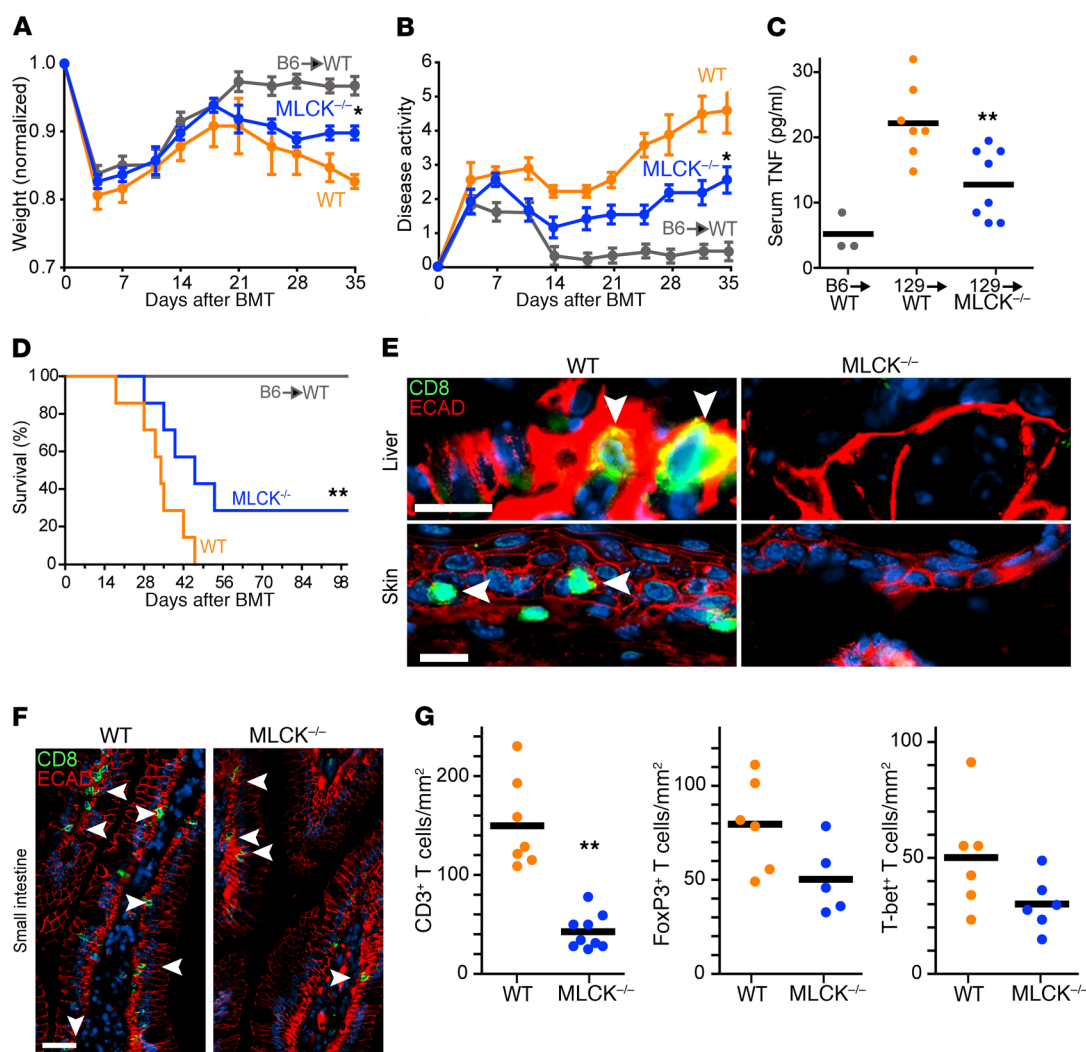 A
Weight (normalized)
1.0
0.9
0.8
0.7
B6→WT
MLCK⁻/⁻ *
WT
0 7 14 21 28 35
Days after BMT
B
Disease activity
6
5
4
3
2
1
0
WT
MLCK⁻/⁻ *
B6→WT
0 7 14 21 28 35
Days after BMT
C
Serum TNF (pg/ml)
30
20
10
0
**
B6→ 129→ 129→
WT WT MLCK⁻/⁻
D
Survival (%)
100
80
60
40
20
0
B6→WT
MLCK⁻/⁻ **
WT
0 14 28 42 56 70 84 98
Days after BMT
E
WT MLCK⁻/⁻
CD8
ECAD
Liver
Skin
F
WT MLCK⁻/⁻
CD8
ECAD
Small intestine
G
CD3⁺ T cells/mm²
200
150
100
50
0
**
WT MLCK⁻/⁻
FoxP3⁺ T cells/mm²
100
50
0
WT MLCK⁻/⁻
T-bet⁺ T cells/mm²
100
50
0
WT MLCK⁻/⁻